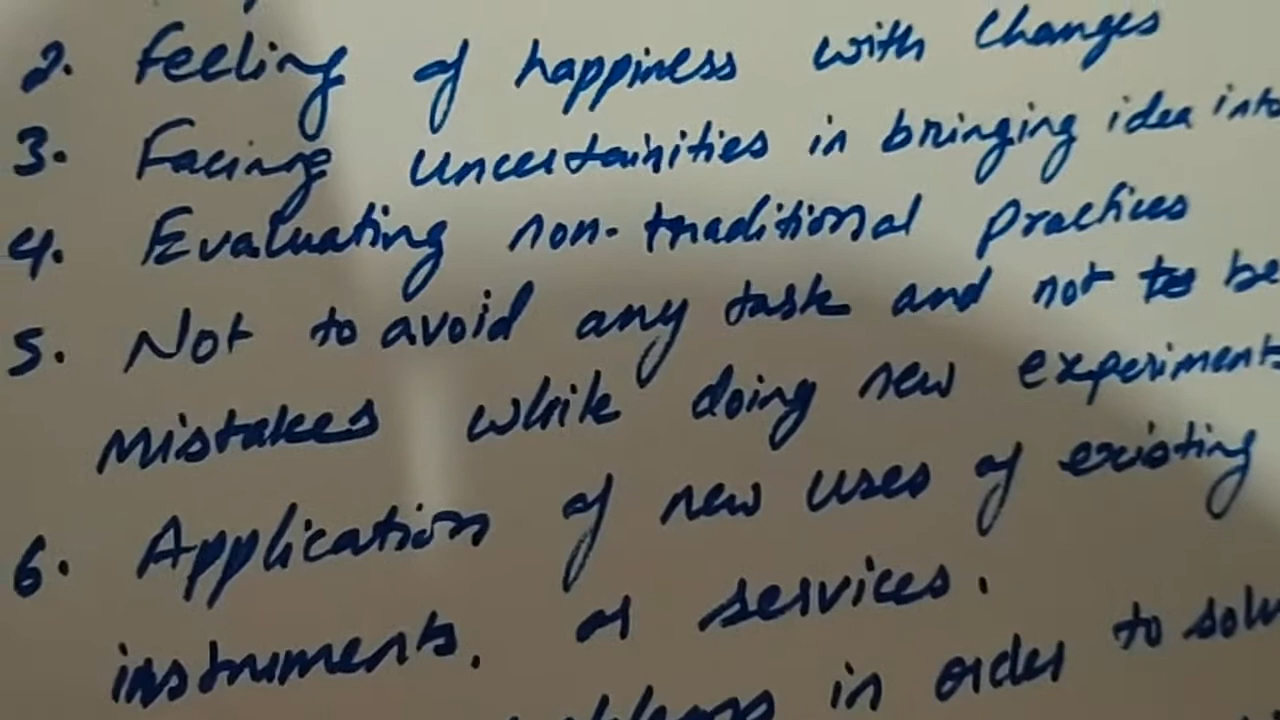 2. Feeling of happiness with changes
3. Facing uncertainities in bringing idea into
4. Evaluating non-traditional practices
5. Not to avoid any task and not to be
mistakes while doing new experiments
6. Application of new uses of existing
instruments. or services.
in order to solv